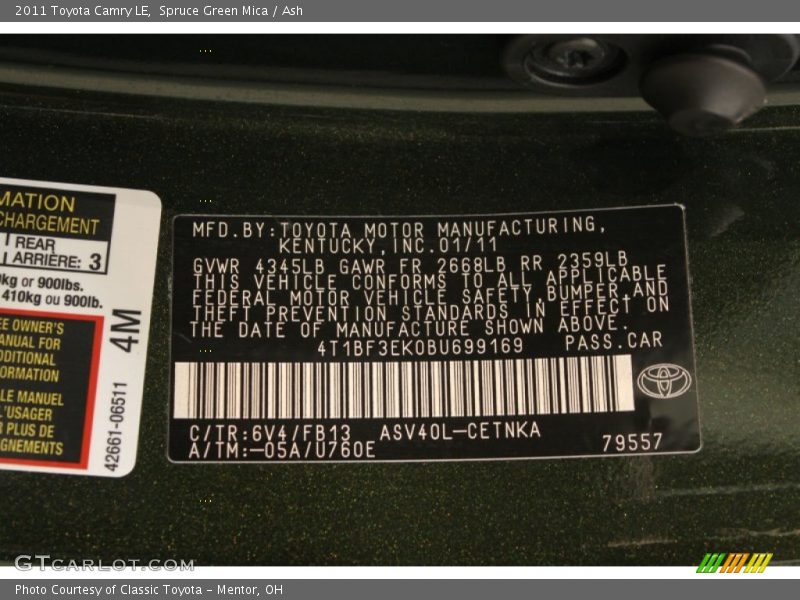 2011 Toyota Camry LE, Spruce Green Mica / Ash
MATION
CHARGEMENT
REAR
ARRIÈRE: 3
kg or 900lbs.
410kg ou 900lb.
EE OWNER'S
ANUAL FOR
DDITIONAL
FORMATION
LE MANUEL
L'USAGER
R PLUS DE
GNEMENTS
4M
42661-06511
MFD.BY:TOYOTA MOTOR MANUFACTURING,
KENTUCKY,INC.01/11
GVWR 4345LB GAWR FR 2668LB RR 2359LB
THIS VEHICLE CONFORMS TO ALL APPLICABLE
FEDERAL MOTOR VEHICLE SAFETY,BUMPER,AND
THEFT PREVENTION STANDARDS IN EFFECT ON
THE DATE OF MANUFACTURE SHOWN ABOVE.
4T1BF3EK0BU699169 PASS.CAR
C/TR:6V4/FB13 ASV40L-CETNKA
A/TM:-05A/U760E 79557
GTCARLOT.COM
Photo Courtesy of Classic Toyota - Mentor, OH